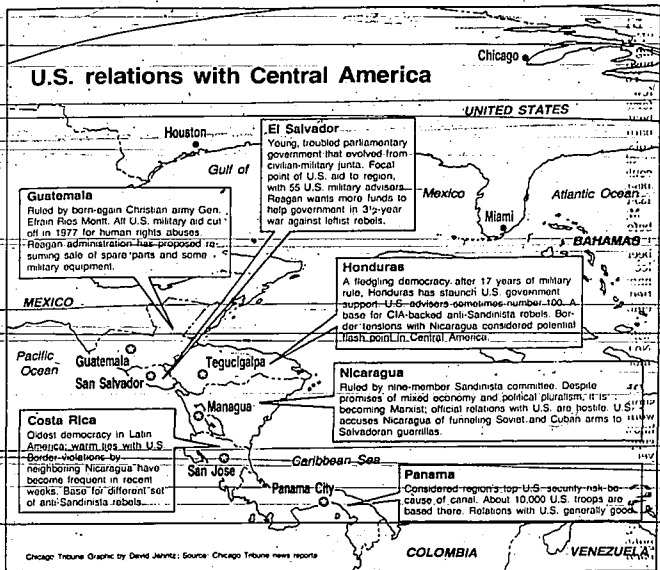 U.S. relations with Central America
Chicago
UNITED STATES
Houston
Gulf of
Mexico
Miami
Atlantic Ocean
BAHAMAS
El Salvador
Young, troubled parliamentary
government that evolved from
civilian-military junta. Focal
point of U.S. aid to region,
with 55 U.S. military advisors.
Reagan wants more funds to
help government in 3½-year
war against leftist rebels.
Guatemala
Ruled by born-again Christian army Gen.
Efrain Rios Montt. All U.S. military aid cut
off in 1977 for human rights abuses.
Reagan administration has proposed re-
suming sale of spare parts and some
military equipment.
Honduras
A fledgling democracy after 17 years of military
rule, Honduras has staunch U.S. government
support. U.S. advisers sometimes number 100. A
base for CIA-backed anti-Sandinista rebels. Bor-
der tensions with Nicaragua considered potential
flash point in Central America.
MEXICO
Pacific
Ocean
Guatemala
San Salvador
Tegucigalpa
Managua
Nicaragua
Ruled by nine-member Sandinista committee. Despite
promises of mixed economy and political pluralism, it is
becoming Marxist; official relations with U.S. are hostile. U.S.
accuses Nicaragua of funneling Soviet and Cuban arms to
Salvadoran guerrillas.
Costa Rica
Oldest democracy in Latin
America; warm ties with U.S.
Border violations by
neighboring Nicaragua have
become frequent in recent
weeks. Base for different set
of anti-Sandinista rebels.
San Jose
Caribbean Sea
Panama City
Panama
Considered region's top U.S. security risk be-
cause of canal. About 10,000 U.S. troops are
based there. Relations with U.S. generally good.
COLOMBIA
VENEZUELA
Chicago Tribune Graphic by David Jahntz; Source: Chicago Tribune news reports